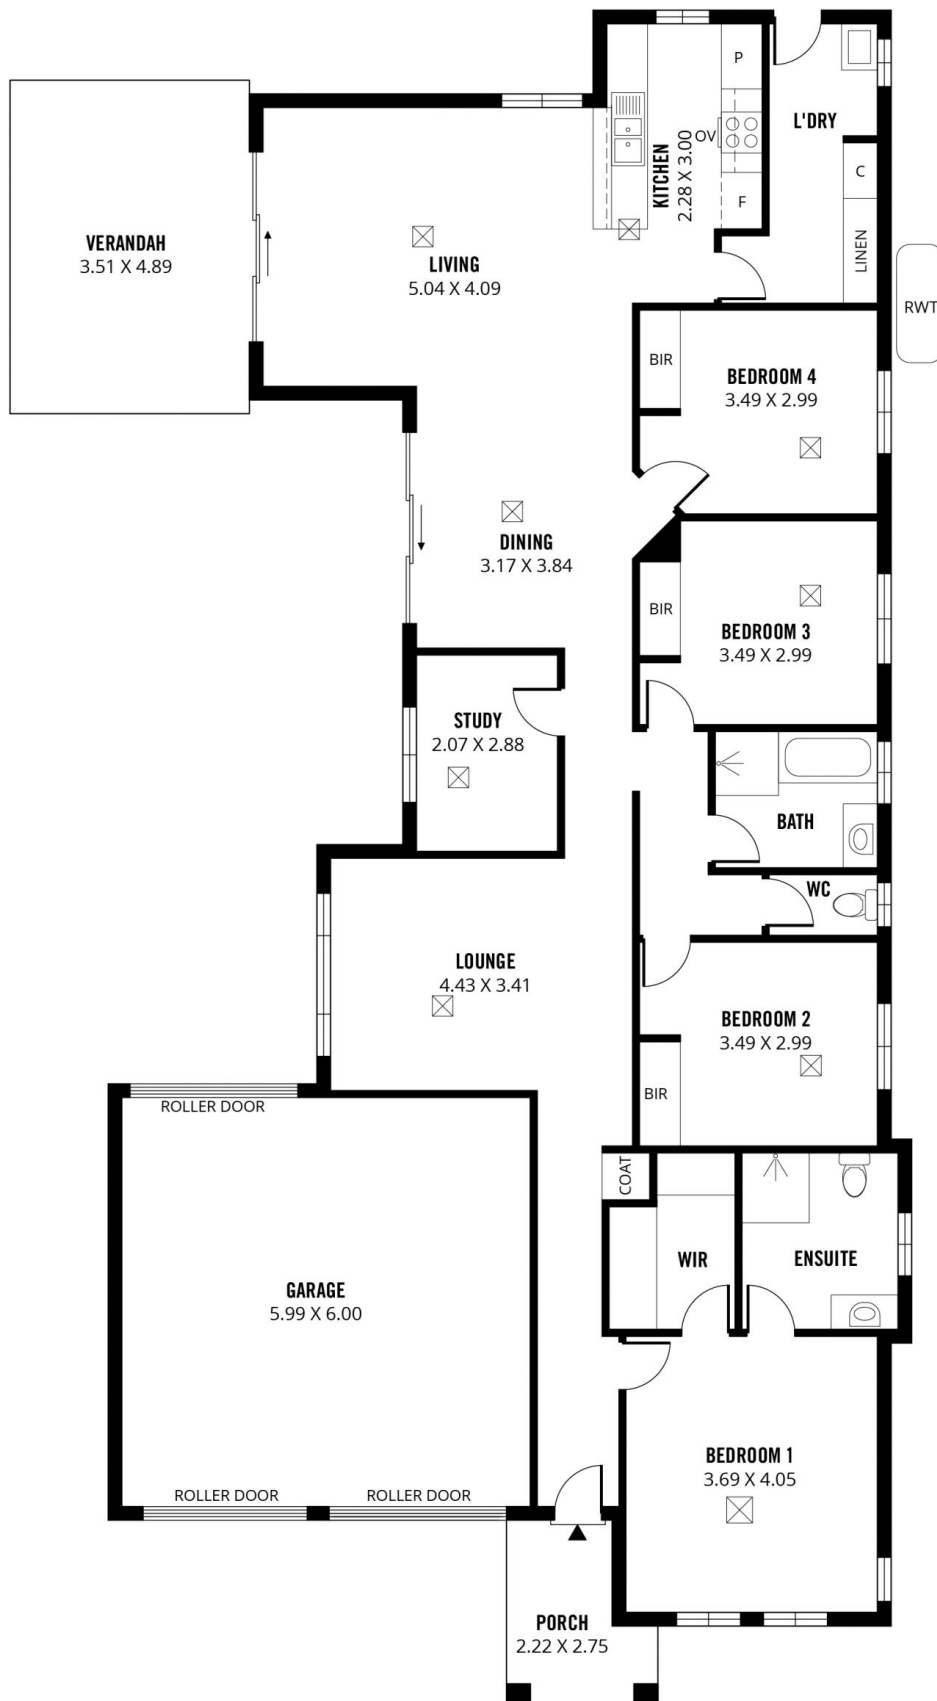 P
L'DRY
OV
KITCHEN
2.28 X 3.00
C
F
VERANDAH
3.51 X 4.89
LIVING
5.04 X 4.09
LINEN
RWT
BIR
BEDROOM 4
3.49 X 2.99
DINING
3.17 X 3.84
BIR
BEDROOM 3
3.49 X 2.99
STUDY
2.07 X 2.88
BATH
WC
LOUNGE
4.43 X 3.41
BEDROOM 2
3.49 X 2.99
BIR
ROLLER DOOR
COAT
WIR
ENSUITE
GARAGE
5.99 X 6.00
BEDROOM 1
3.69 X 4.05
ROLLER DOOR
ROLLER DOOR
PORCH
2.22 X 2.75